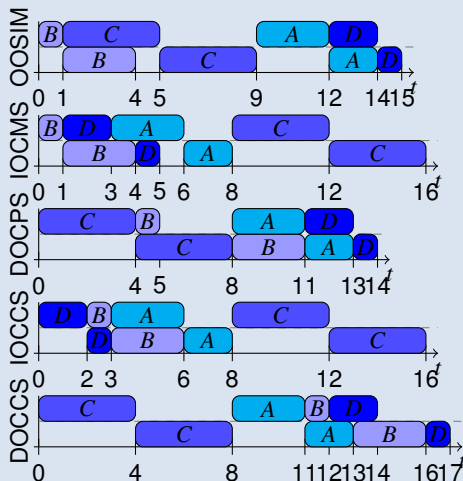 OOSIM
B C A D
B C A D
0 1 4 5 9 12 14 15 t
IOCMS
B D A C
B D A C
0 1 3 4 5 6 8 12 16 t
DOCPS
C B A D
C B A D
0 4 5 8 11 13 14 t
IOCCS
D B A C
D B A C
0 2 3 6 8 12 16 t
DOCCS
C A B D
C A B D
0 4 8 11 12 13 14 16 17 t